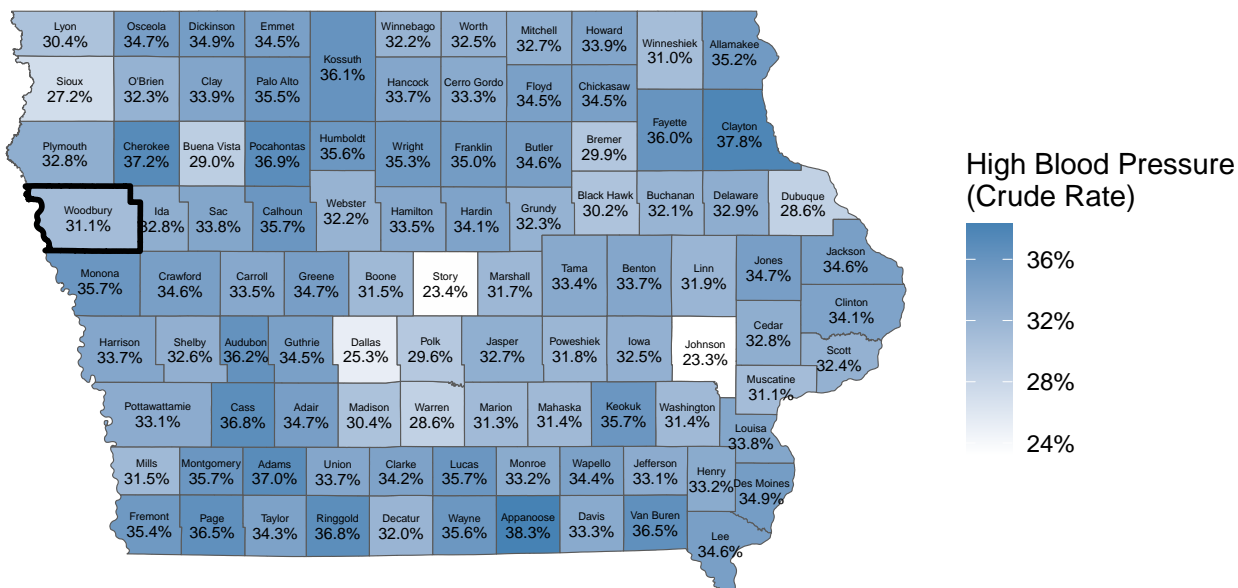 Lyon
30.4%
Osceola
34.7%
Dickinson
34.9%
Emmet
34.5%
Kossuth
36.1%
Winnebago
32.2%
Worth
32.5%
Mitchell
32.7%
Howard
33.9%
Winneshiek
31.0%
Allamakee
35.2%
Sioux
27.2%
O'Brien
32.3%
Clay
33.9%
Palo Alto
35.5%
Hancock
33.7%
Cerro Gordo
33.3%
Floyd
34.5%
Chickasaw
34.5%
Fayette
36.0%
Clayton
37.8%
Plymouth
32.8%
Cherokee
37.2%
Buena Vista
29.0%
Pocahontas
36.9%
Humboldt
35.6%
Wright
35.3%
Franklin
35.0%
Butler
34.6%
Bremer
29.9%
Woodbury
31.1%
Ida
32.8%
Sac
33.8%
Calhoun
35.7%
Webster
32.2%
Hamilton
33.5%
Hardin
34.1%
Grundy
32.3%
Black Hawk
30.2%
Buchanan
32.1%
Delaware
32.9%
Dubuque
28.6%
Monona
35.7%
Crawford
34.6%
Carroll
33.5%
Greene
34.7%
Boone
31.5%
Story
23.4%
Marshall
31.7%
Tama
33.4%
Benton
33.7%
Linn
31.9%
Jones
34.7%
Jackson
34.6%
Clinton
34.1%
Harrison
33.7%
Shelby
32.6%
Audubon
36.2%
Guthrie
34.5%
Dallas
25.3%
Polk
29.6%
Jasper
32.7%
Poweshiek
31.8%
Iowa
32.5%
Johnson
23.3%
Cedar
32.8%
Scott
32.4%
Muscatine
31.1%
Pottawattamie
33.1%
Cass
36.8%
Adair
34.7%
Madison
30.4%
Warren
28.6%
Marion
31.3%
Mahaska
31.4%
Keokuk
35.7%
Washington
31.4%
Louisa
33.8%
Mills
31.5%
Montgomery
35.7%
Adams
37.0%
Union
33.7%
Clarke
34.2%
Lucas
35.7%
Monroe
33.2%
Wapello
34.4%
Jefferson
33.1%
Henry
33.2%
Des Moines
34.9%
Fremont
35.4%
Page
36.5%
Taylor
34.3%
Ringgold
36.8%
Decatur
32.0%
Wayne
35.6%
Appanoose
38.3%
Davis
33.3%
Van Buren
36.5%
Lee
34.6%
High Blood Pressure
(Crude Rate)
36%
32%
28%
24%